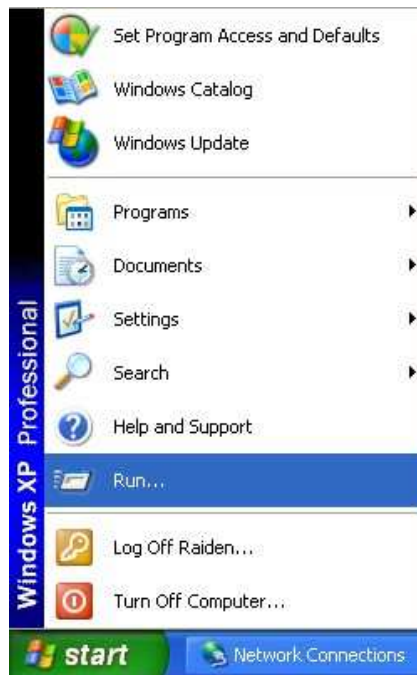 Set Program Access and Defaults
Windows Catalog
Windows Update
Programs
Documents
Settings
Search
Help and Support
Run...
Log Off Raiden...
Turn Off Computer...
Windows XP Professional
start
Network Connections